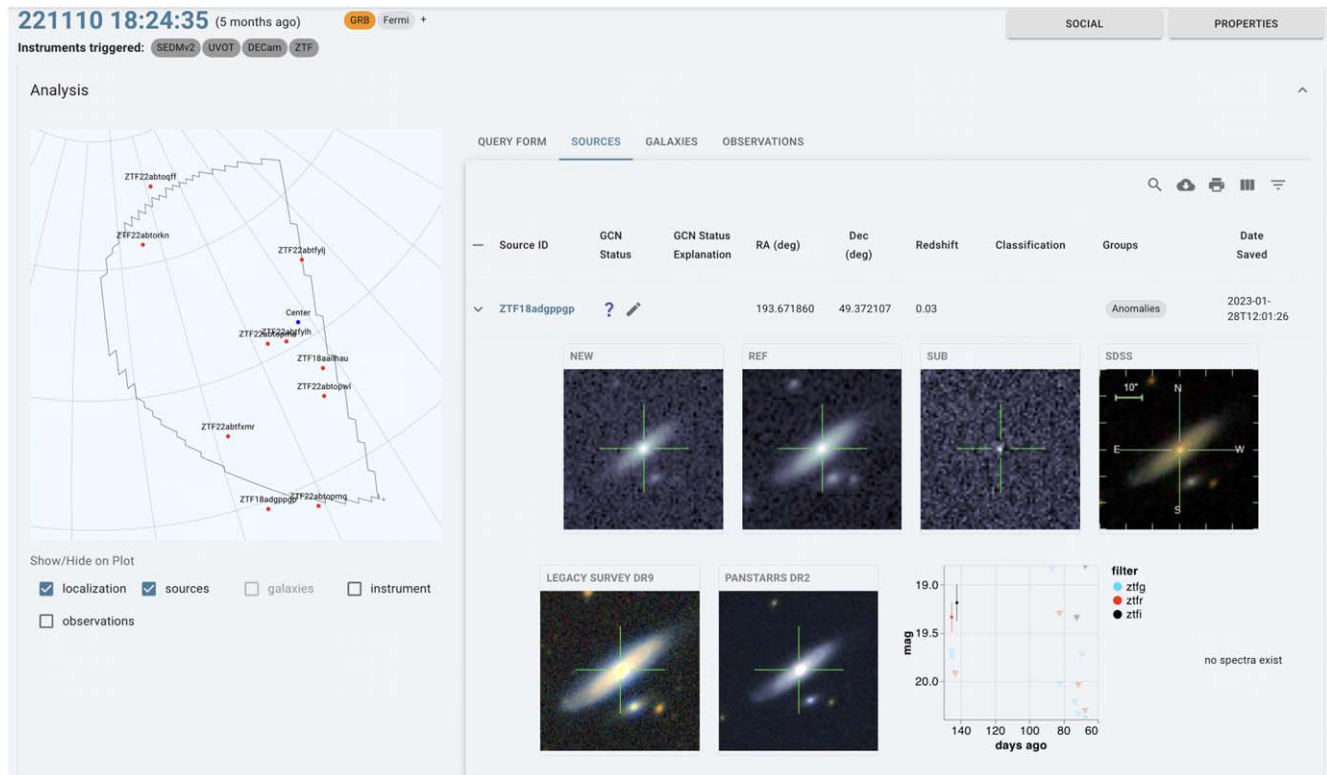 221110 18:24:35 (5 months ago) GRB Fermi +
SOCIAL PROPERTIES
Instruments triggered: SEDMv2 UVOT DECam ZTF
Analysis
ZTF22abtoqff
ZTF22abtorkn
ZTF22abtfylj
Center
ZTF22abtfylh
ZTF18aailhau
ZTF22abtopwl
ZTF22abtfxmr
ZTF18adgppgp ZTF22abtopmq
Show/Hide on Plot
localization sources galaxies instrument
observations
QUERY FORM SOURCES GALAXIES OBSERVATIONS
Source ID GCN Status GCN Status Explanation RA (deg) Dec (deg) Redshift Classification Groups Date Saved
ZTF18adgppgp ? 193.671860 49.372107 0.03 Anomalies 2023-01-28T12:01:26
NEW REF SUB SDSS
10" N
E W
S
LEGACY SURVEY DR9 PANSTARRS DR2
mag
19.0
19.5
20.0
140 120 100 80 60
days ago
filter
ztfg
ztfr
ztfi
no spectra exist